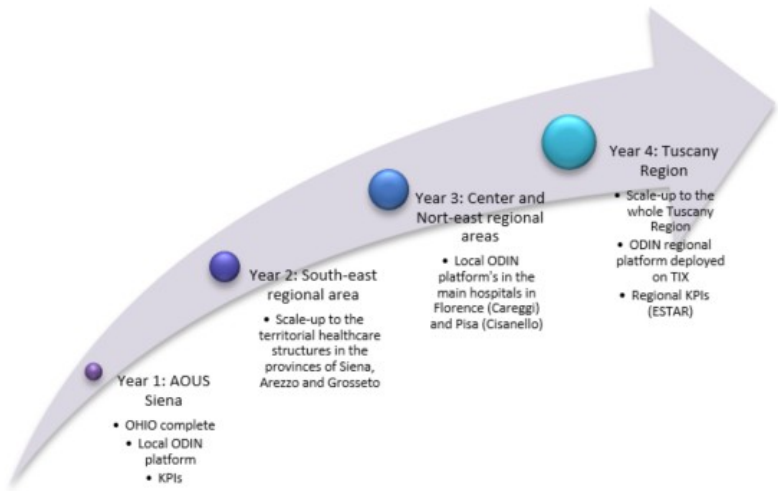 Year 1: AOUS
Siena
• OHIO complete
• Local ODIN
platform
• KPIs
Year 2: South-east
regional area
• Scale-up to the
territorial healthcare
structures in the
provinces of Siena,
Arezzo and Grosseto
Year 3: Center and
Nort-east regional
areas
• Local ODIN
platform's in the
main hospitals in
Florence (Careggi)
and Pisa (Cisanello)
Year 4: Tuscany
Region
• Scale-up to the
whole Tuscany
Region
• ODIN regional
platform deployed
on TIX
• Regional KPIs
(ESTAR)